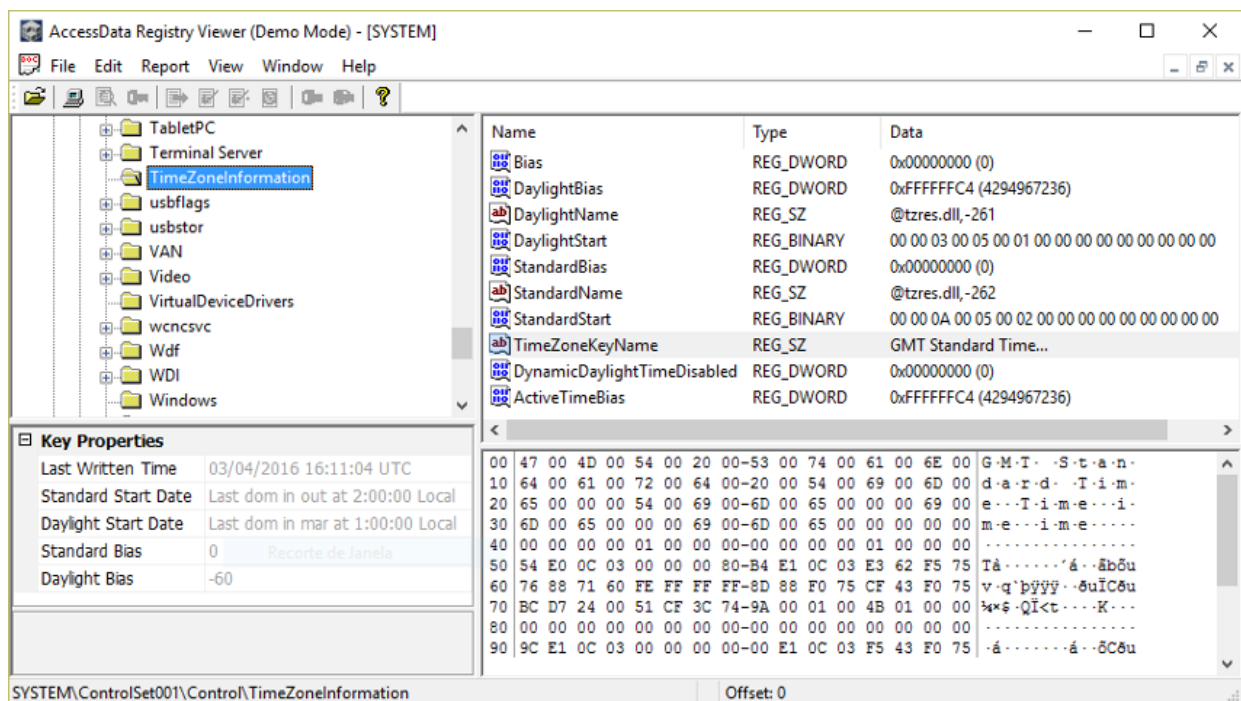 AccessData Registry Viewer (Demo Mode) - [SYSTEM]
File Edit Report View Window Help
TabletPC
Terminal Server
TimeZoneInformation
usbflags
usbstor
VAN
Video
VirtualDeviceDrivers
wcncsvc
Wdf
WDI
Windows
Name Type Data
Bias REG_DWORD 0x00000000 (0)
DaylightBias REG_DWORD 0xFFFFFFC4 (4294967236)
DaylightName REG_SZ @tzres.dll,-261
DaylightStart REG_BINARY 00 00 03 00 05 00 01 00 00 00 00 00 00 00 00 00
StandardBias REG_DWORD 0x00000000 (0)
StandardName REG_SZ @tzres.dll,-262
StandardStart REG_BINARY 00 00 0A 00 05 00 02 00 00 00 00 00 00 00 00 00
TimeZoneKeyName REG_SZ GMT Standard Time...
DynamicDaylightTimeDisabled REG_DWORD 0x00000000 (0)
ActiveTimeBias REG_DWORD 0xFFFFFFC4 (4294967236)
Key Properties
Last Written Time 03/04/2016 16:11:04 UTC
Standard Start Date Last dom in out at 2:00:00 Local
Daylight Start Date Last dom in mar at 1:00:00 Local
Standard Bias 0
Recorte de Janela
Daylight Bias -60
00 47 00 4D 00 54 00 20 00-53 00 74 00 61 00 6E 00 G·M·T· ·S·t·a·n·
10 64 00 61 00 72 00 64 00-20 00 54 00 69 00 6D 00 d·a·r·d· ·T·i·m·
20 65 00 00 00 54 00 69 00-6D 00 65 00 00 00 69 00 e···T·i·m·e···i·
30 6D 00 65 00 00 00 69 00-6D 00 65 00 00 00 00 00 m·e···i·m·e·····
40 00 00 00 00 01 00 00 00-00 00 00 00 01 00 00 00 ················
50 54 E0 0C 03 00 00 00 80-B4 E1 0C 03 E3 62 F5 75 Tà······´á··ãbõu
60 76 88 71 60 FE FF FF FF-8D 88 F0 75 CF 43 F0 75 v·q`þÿÿÿ··ðuÏCðu
70 BC D7 24 00 51 CF 3C 74-9A 00 01 00 4B 01 00 00 ¼×$·QÏ<t····K···
80 00 00 00 00 00 00 00 00-00 00 00 00 00 00 00 00 ················
90 9C E1 0C 03 00 00 00 00-00 E1 0C 03 F5 43 F0 75 ·á·······á··õCðu
SYSTEM\ControlSet001\Control\TimeZoneInformation Offset: 0